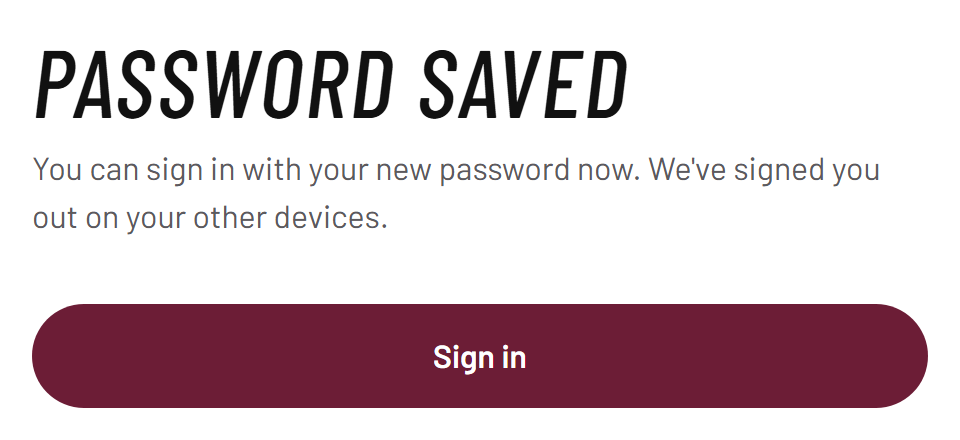 PASSWORD SAVED
You can sign in with your new password now. We've signed you
out on your other devices.
Sign in